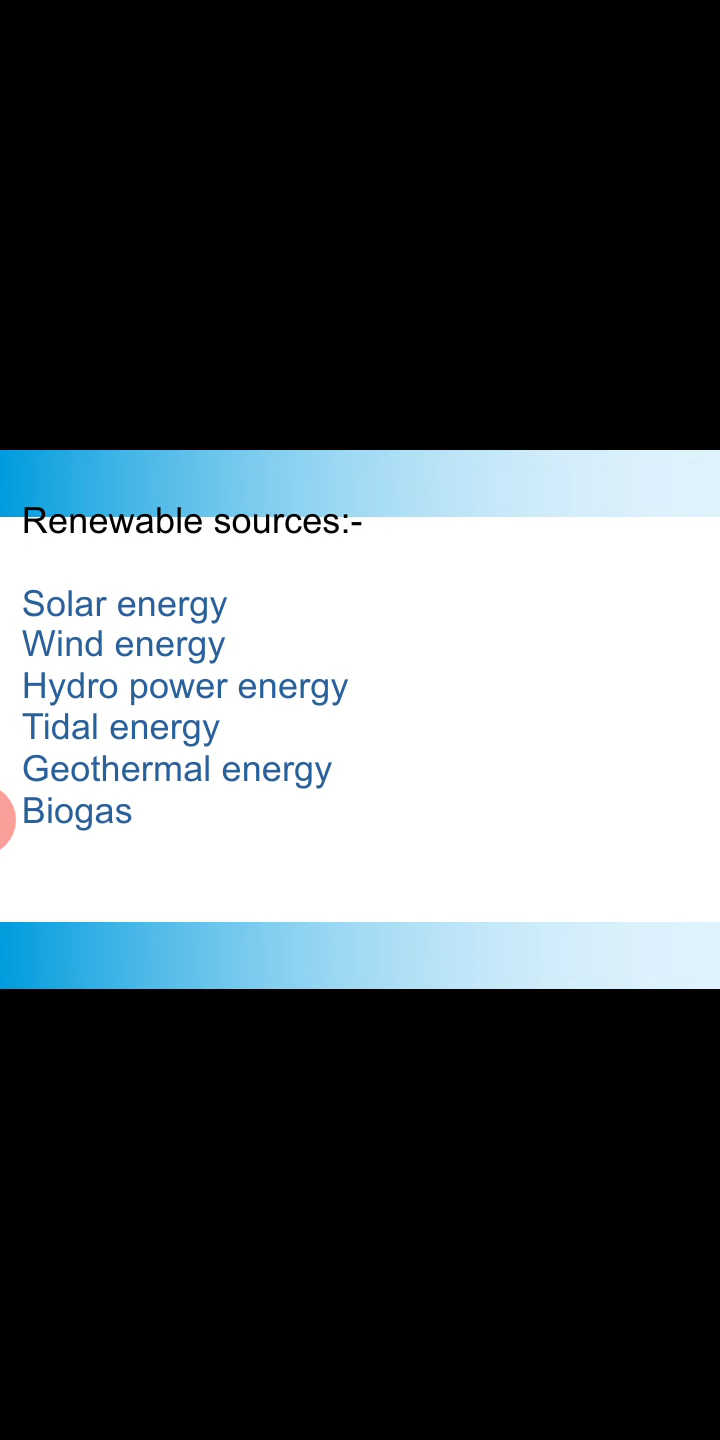 Renewable sources:-
Solar energy
Wind energy
Hydro power energy
Tidal energy
Geothermal energy
Biogas